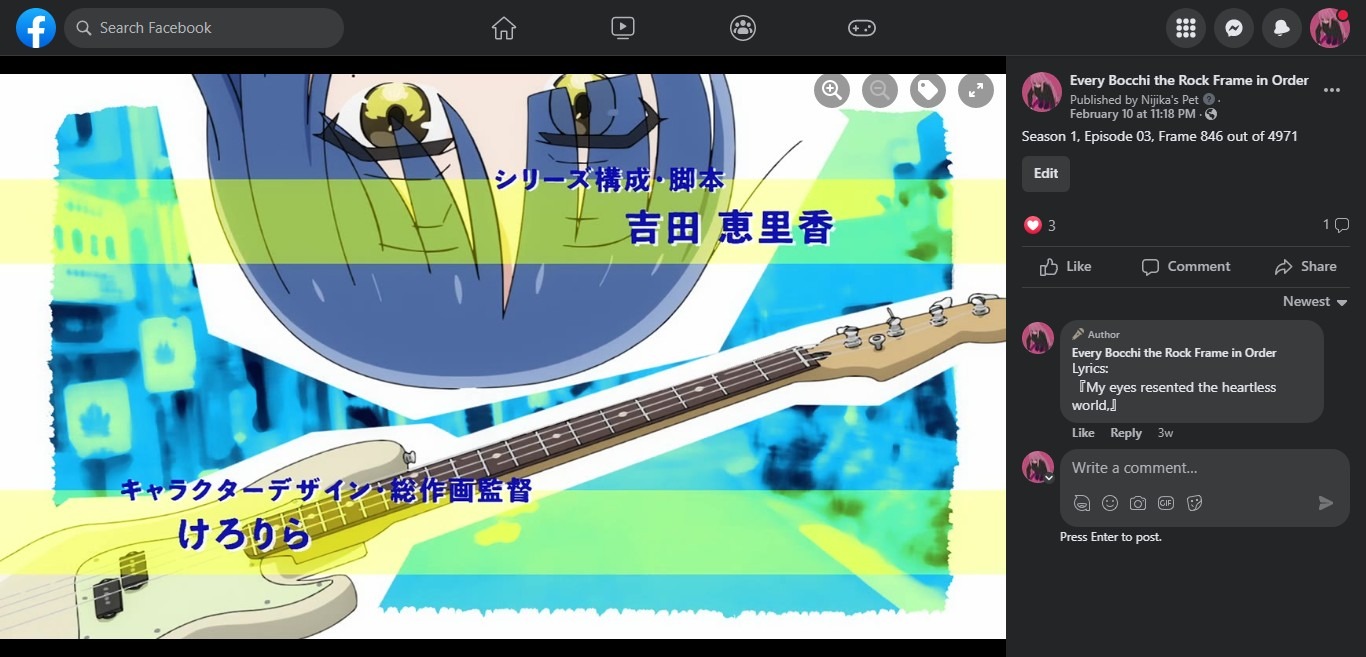 Search Facebook
シリーズ構成・脚本
吉田 恵里香
キャラクターデザイン・総作画監督
けろりら
Every Bocchi the Rock Frame in Order
Published by Nijika's Pet ·
February 10 at 11:18 PM ·
Season 1, Episode 03, Frame 846 out of 4971
Edit
3
1
Like Comment Share
Newest
Author
Every Bocchi the Rock Frame in Order
Lyrics:
『My eyes resented the heartless
world,』
Like Reply 3w
Write a comment...
GIF
Press Enter to post.